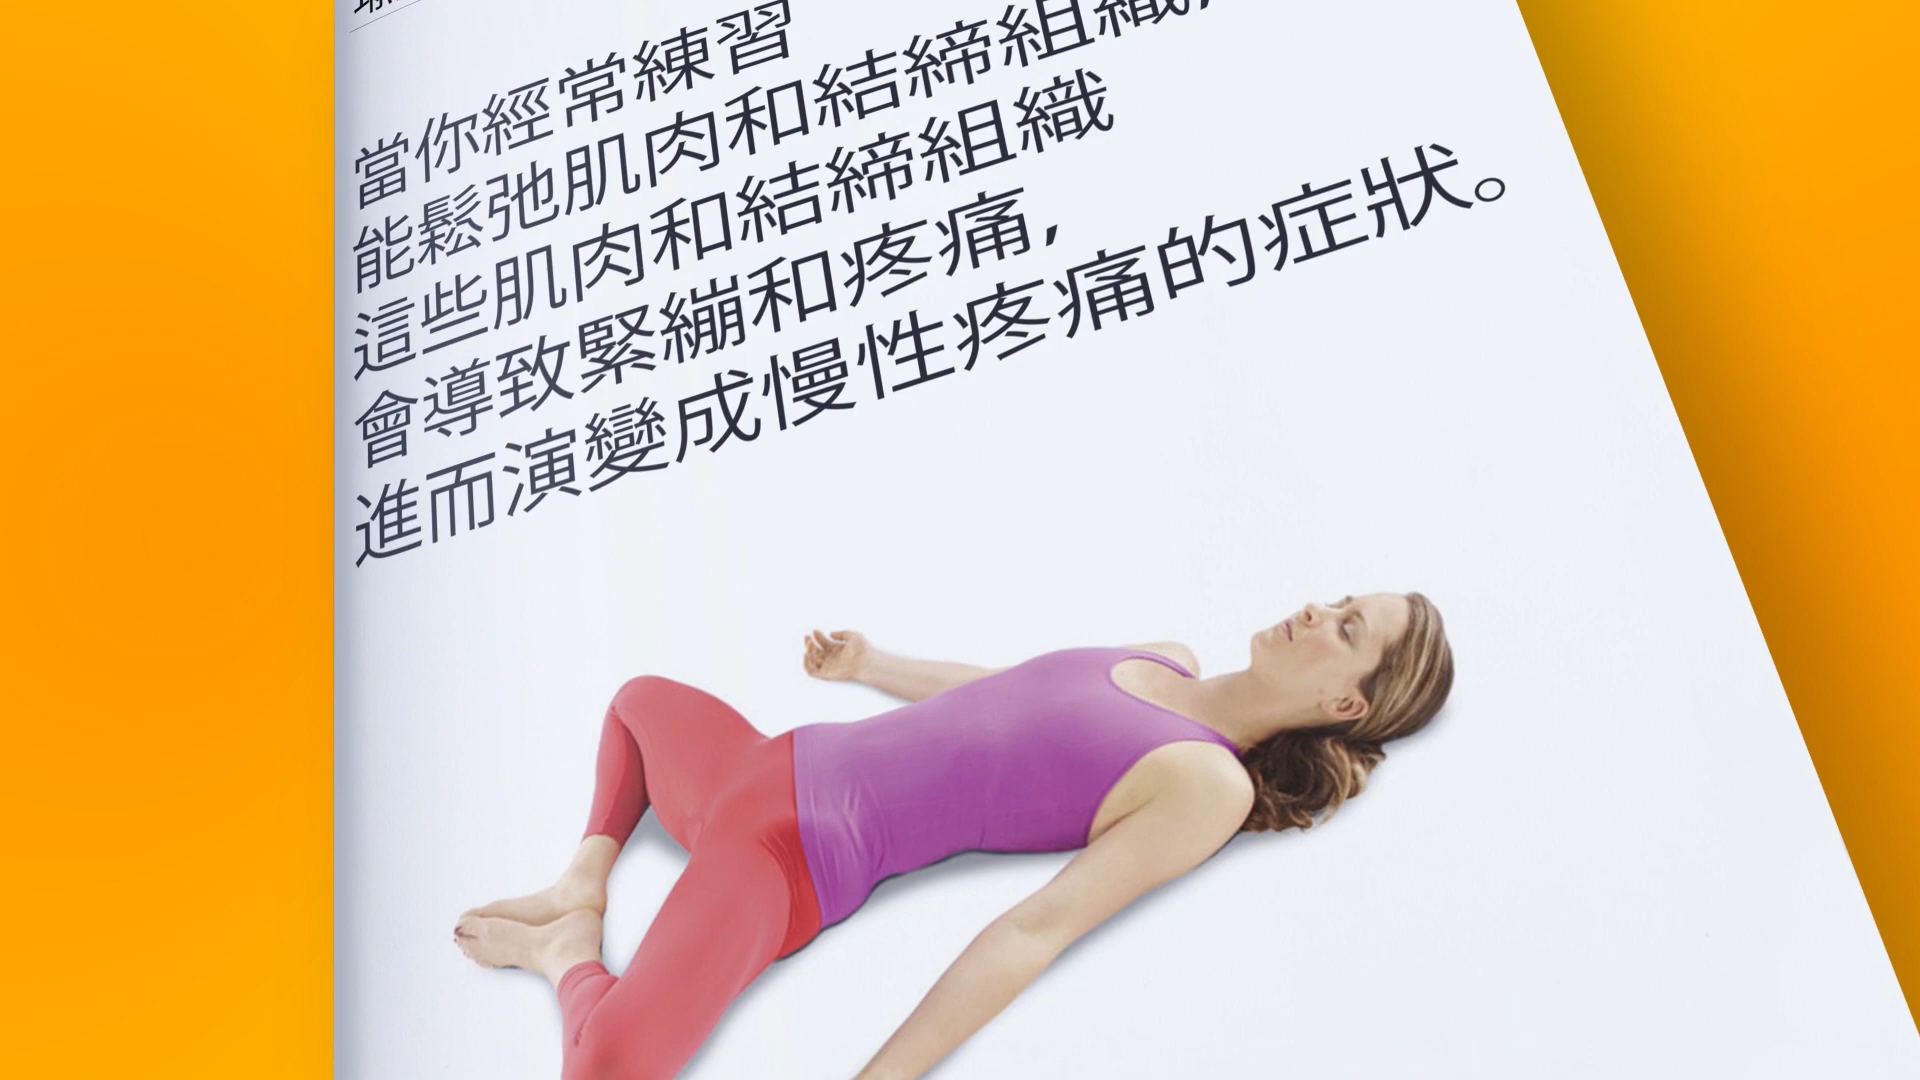 當你經常練習
能鬆弛肌肉和結締組織,
這些肌肉和結締組織
會導致緊繃和疼痛,
進而演變成慢性疼痛的症狀。